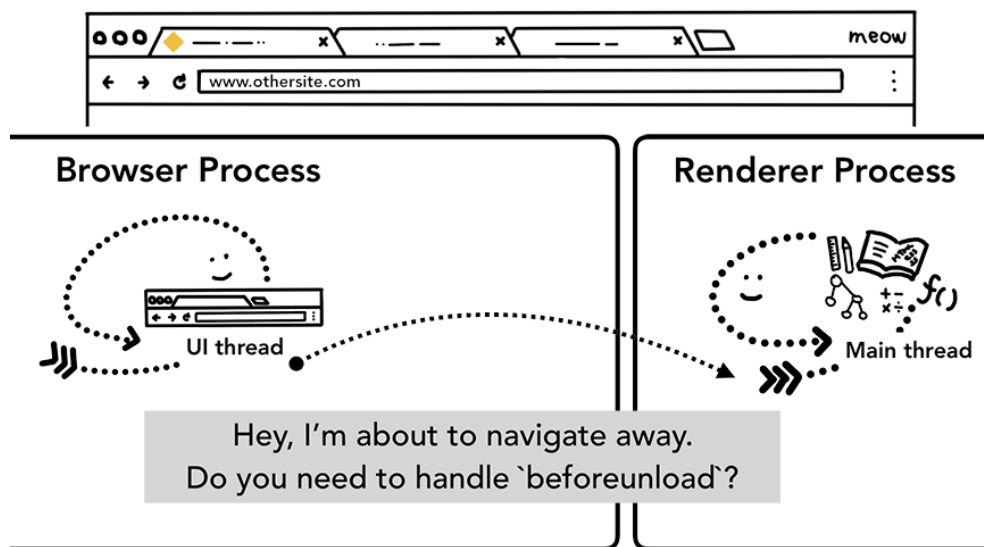 meow
www.othersite.com
Browser Process
Renderer Process
UI thread
Main thread
f()
Hey, I'm about to navigate away.
Do you need to handle `beforeunload`?